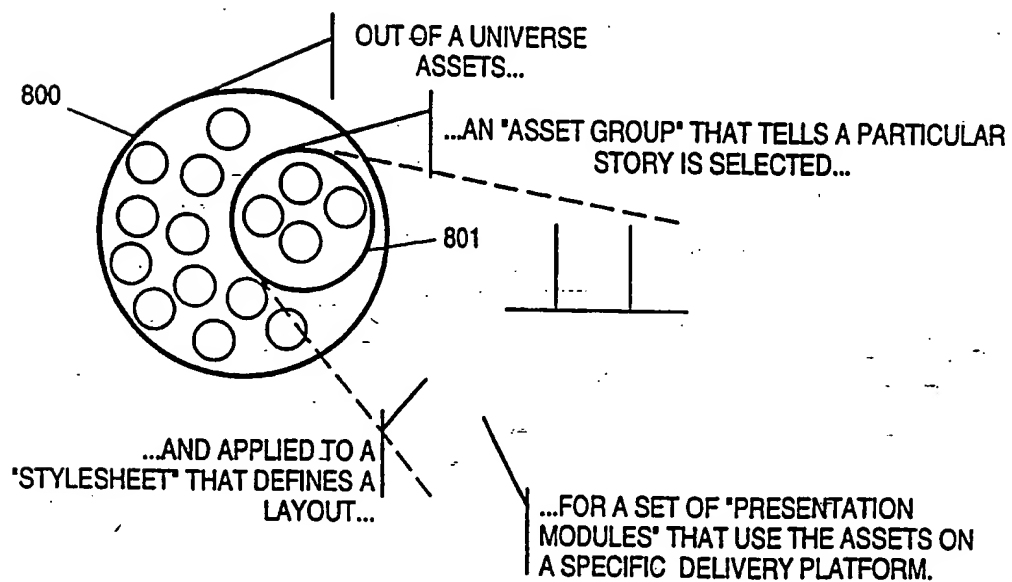 OUT OF A UNIVERSE
ASSETS...
800
...AN "ASSET GROUP" THAT TELLS A PARTICULAR
STORY IS SELECTED...
801
...AND APPLIED TO A
"STYLESHEET" THAT DEFINES A
LAYOUT...
...FOR A SET OF "PRESENTATION
MODULES" THAT USE THE ASSETS ON
A SPECIFIC DELIVERY PLATFORM.